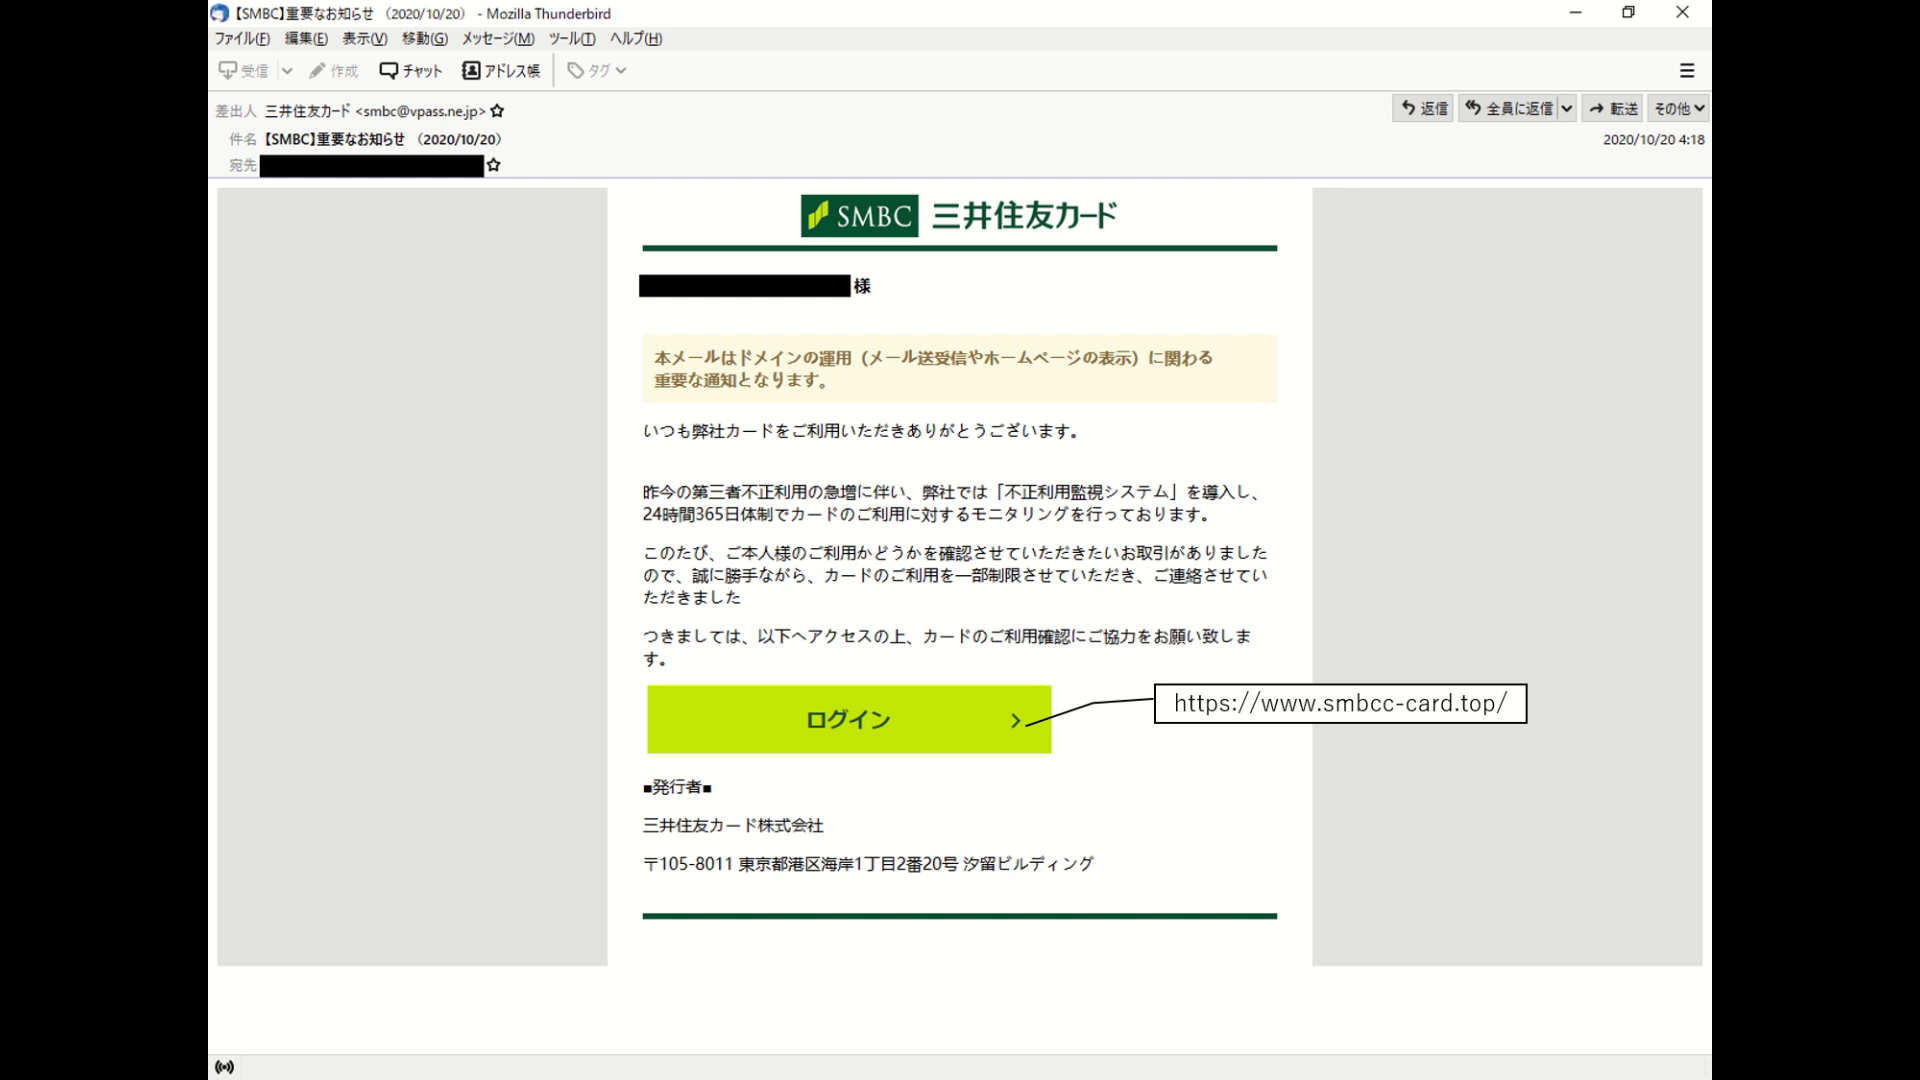 【SMBC】重要なお知らせ （2020/10/20） - Mozilla Thunderbird
ファイル(F) 編集(E) 表示(V) 移動(G) メッセージ(M) ツール(T) ヘルプ(H)
受信 作成 チャット アドレス帳 タグ
差出人 三井住友カード <smbc@vpass.ne.jp> 返信 全員に返信 転送 その他
件名 【SMBC】重要なお知らせ （2020/10/20） 2020/10/20 4:18
宛先
SMBC 三井住友カード
様
本メールはドメインの運用（メール送受信やホームページの表示）に関わる
重要な通知となります。
いつも弊社カードをご利用いただきありがとうございます。
昨今の第三者不正利用の急増に伴い、弊社では「不正利用監視システム」を導入し、
24時間365日体制でカードのご利用に対するモニタリングを行っております。
このたび、ご本人様のご利用かどうかを確認させていただきたいお取引がありました
ので、誠に勝手ながら、カードのご利用を一部制限させていただき、ご連絡させてい
ただきました
つきましては、以下へアクセスの上、カードのご利用確認にご協力をお願い致しま
す。
ログイン
https://www.smbcc-card.top/
■発行者■
三井住友カード株式会社
〒105-8011 東京都港区海岸1丁目2番20号 汐留ビルディング